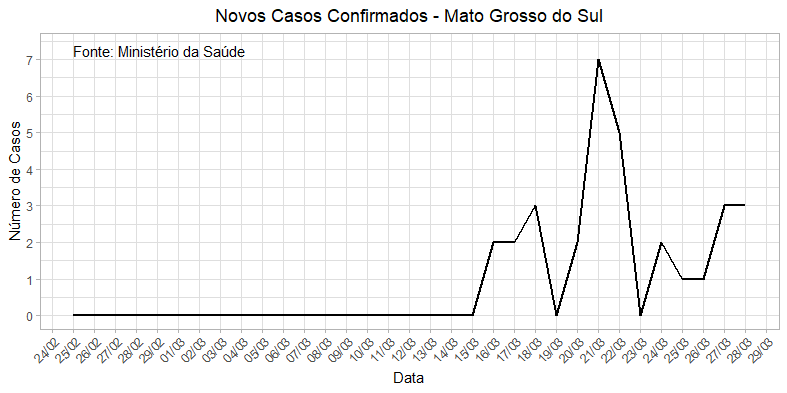 Novos Casos Confirmados - Mato Grosso do Sul
Fonte: Ministério da Saúde
Número de Casos
7
6
5
4
3
2
1
0
24/02 25/02 26/02 27/02 28/02 29/02 01/03 02/03 03/03 04/03 05/03 06/03 07/03 08/03 09/03 10/03 11/03 12/03 13/03 14/03 15/03 16/03 17/03 18/03 19/03 20/03 21/03 22/03 23/03 24/03 25/03 26/03 27/03 28/03 29/03
Data